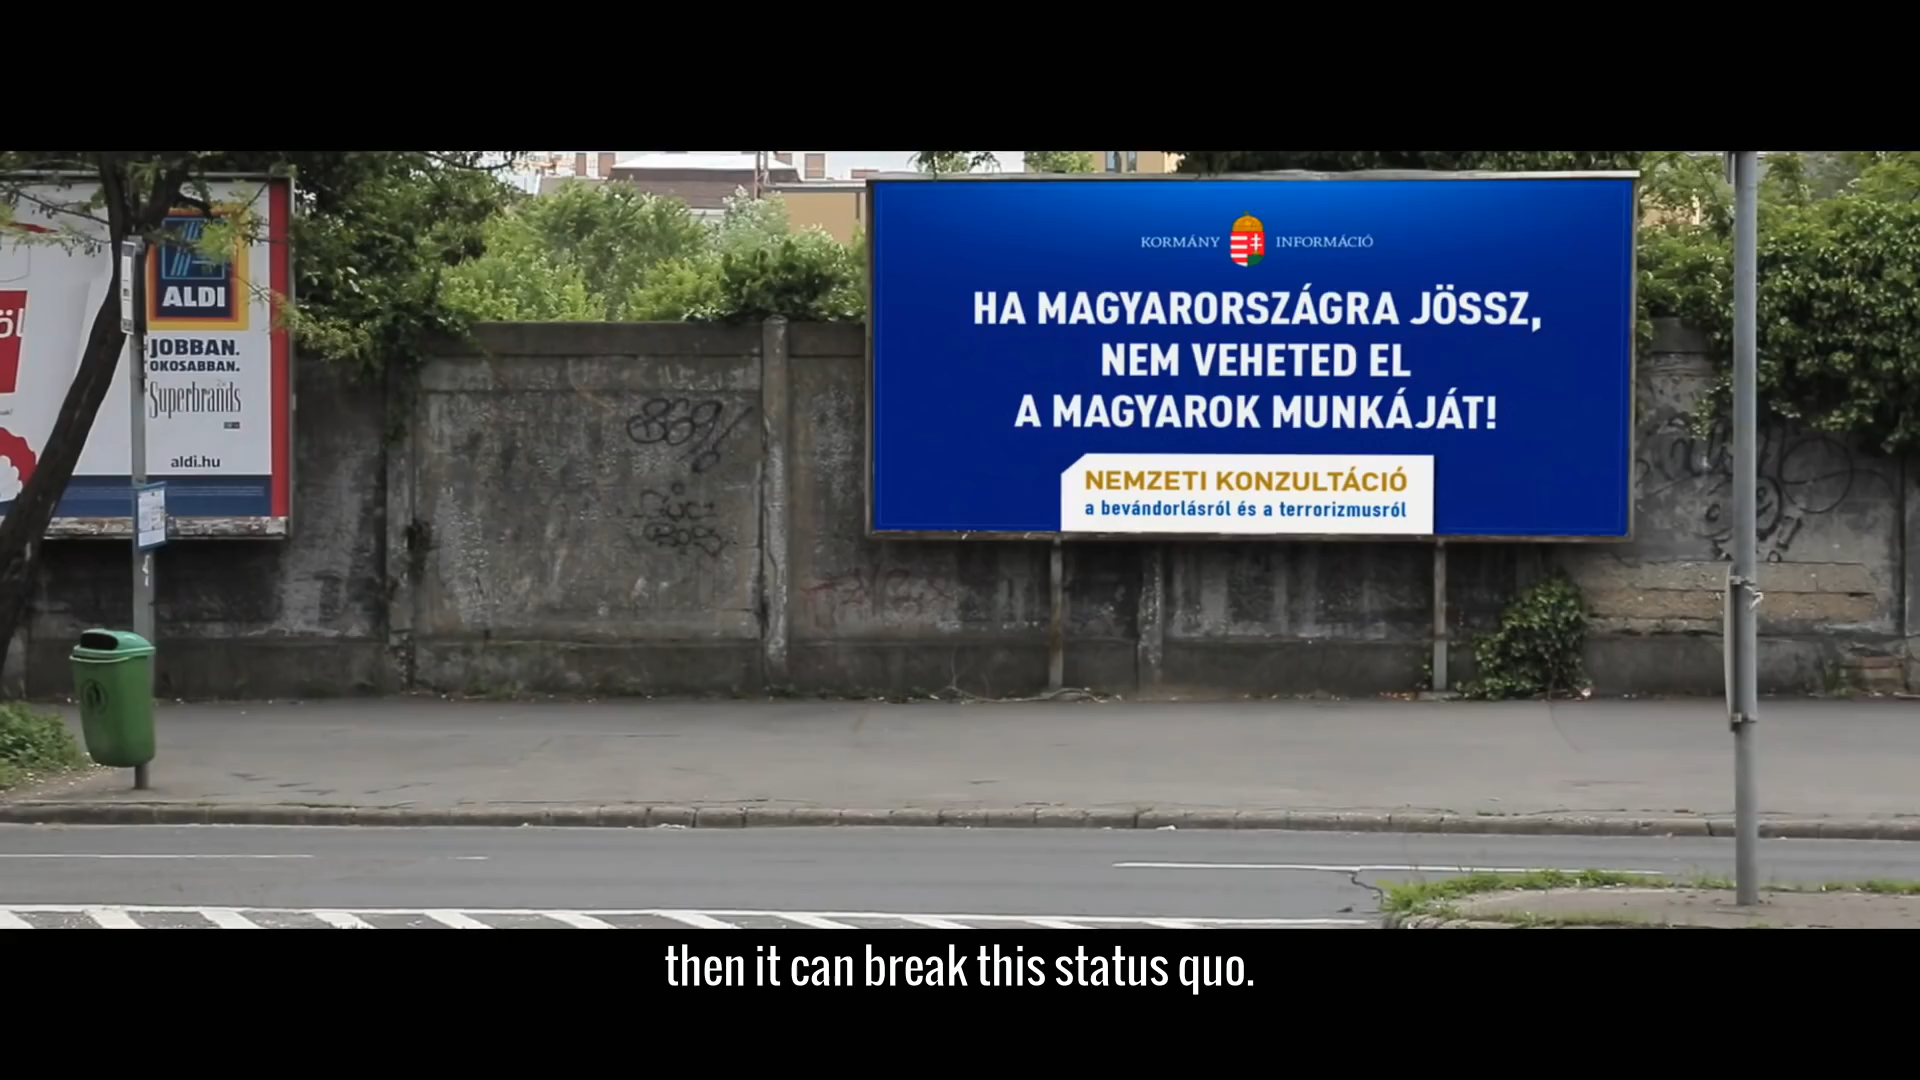 öl
ALDI
JOBBAN.
OKOSABBAN.
Superbrands
aldi.hu
KORMÁNY INFORMÁCIÓ
HA MAGYARORSZÁGRA JÖSSZ,
NEM VEHETED EL
A MAGYAROK MUNKÁJÁT!
NEMZETI KONZULTÁCIÓ
a bevándorlásról és a terrorizmusról
then it can break this status quo.